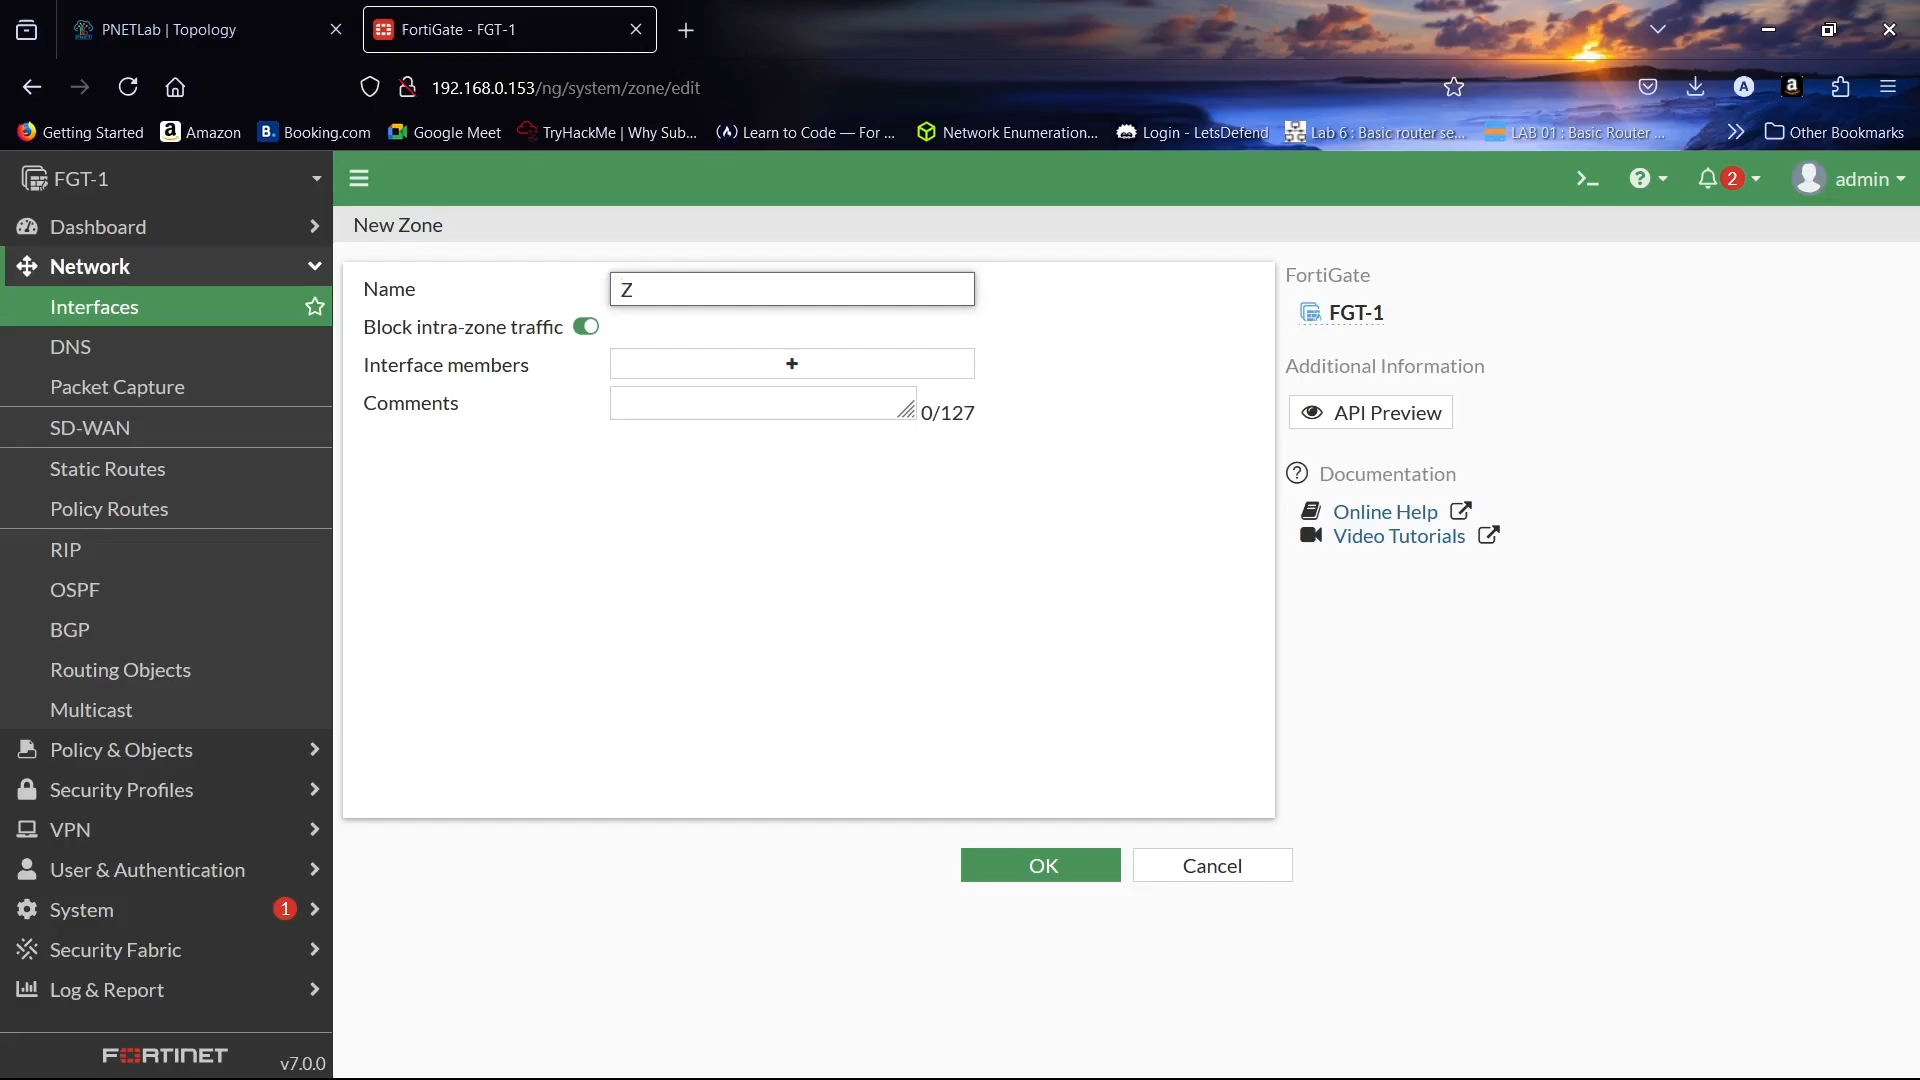 PNETLab | Topology
FortiGate - FGT-1
192.168.0.153/ng/system/zone/edit
Getting Started
Amazon
Booking.com
Google Meet
TryHackMe | Why Sub...
Learn to Code — For ...
Network Enumeration...
Login - LetsDefend
Lab 6 : Basic router se...
LAB 01 : Basic Router ...
Other Bookmarks
FGT-1
2
admin
Dashboard
Network
Interfaces
DNS
Packet Capture
SD-WAN
Static Routes
Policy Routes
RIP
OSPF
BGP
Routing Objects
Multicast
Policy & Objects
Security Profiles
VPN
User & Authentication
System 1
Security Fabric
Log & Report
FORTINET v7.0.0
New Zone
Name Z
Block intra-zone traffic
Interface members
Comments 0/127
OK Cancel
FortiGate
FGT-1
Additional Information
API Preview
Documentation
Online Help
Video Tutorials